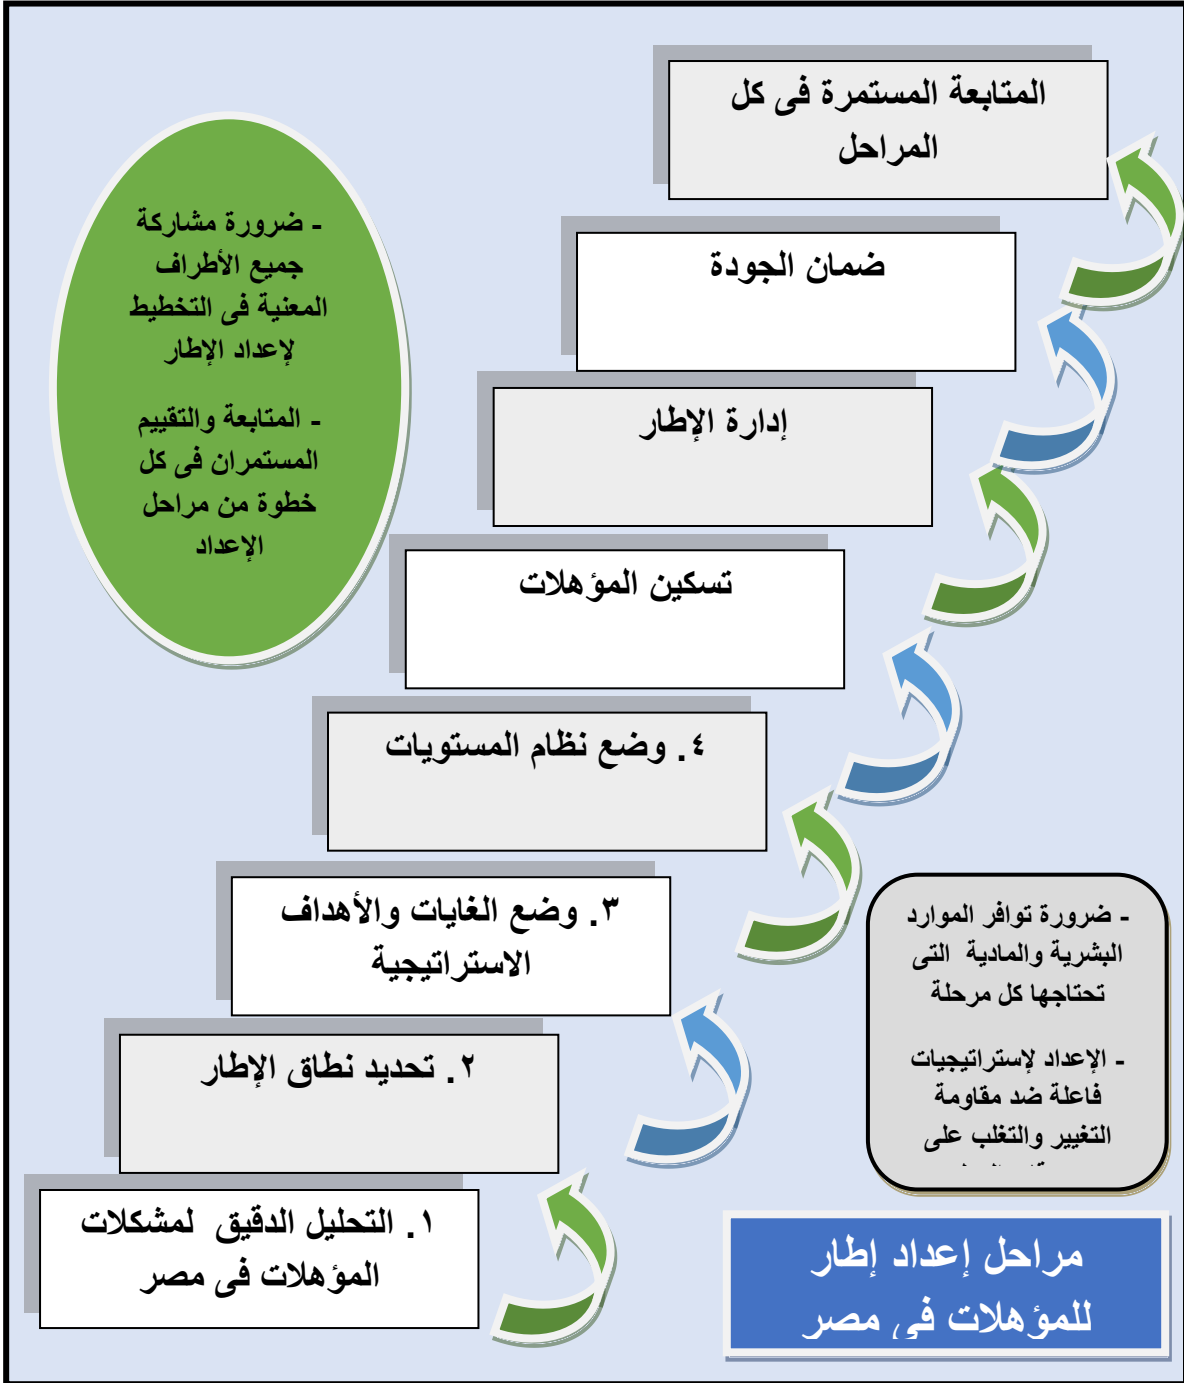 المتابعة المستمرة فى كل
المراحل
ضمان الجودة
إدارة الإطار
تسكين المؤهلات
٤. وضع نظام المستويات
٣. وضع الغايات والأهداف
الاستراتيجية
٢. تحديد نطاق الإطار
١. التحليل الدقيق لمشكلات
المؤهلات فى مصر
- ضرورة مشاركة
جميع الأطراف
المعنية فى التخطيط
لإعداد الإطار
- المتابعة والتقييم
المستمران فى كل
خطوة من مراحل
الإعداد
- ضرورة توافر الموارد
البشرية والمادية التى
تحتاجها كل مرحلة
- الإعداد لإستراتيجيات
فاعلة ضد مقاومة
التغيير والتغلب على
مراحل إعداد إطار
للمؤهلات فى مصر